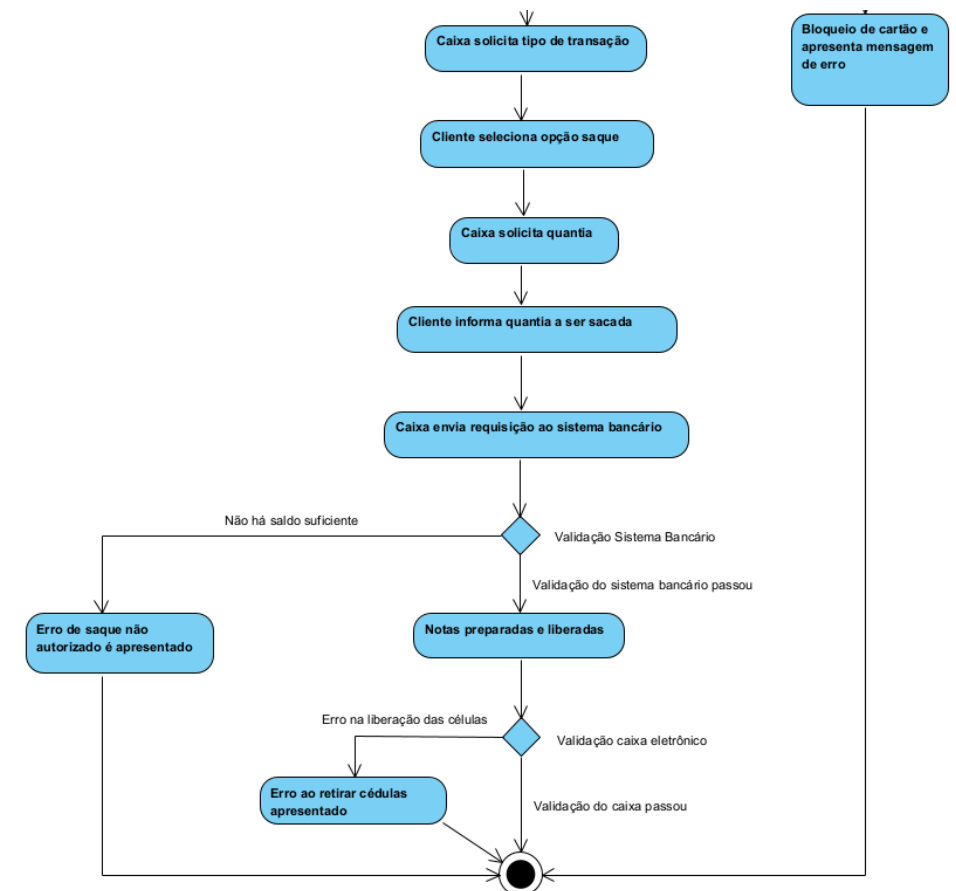 Caixa solicita tipo de transação
Bloqueio de cartão e
apresenta mensagem
de erro
Cliente seleciona opção saque
Caixa solicita quantia
Cliente informa quantia a ser sacada
Caixa envia requisição ao sistema bancário
Não há saldo suficiente
Validação Sistema Bancário
Validação do sistema bancário passou
Erro de saque não
autorizado é apresentado
Notas preparadas e liberadas
Erro na liberação das células
Validação caixa eletrônico
Erro ao retirar cédulas
apresentado
Validação do caixa passou